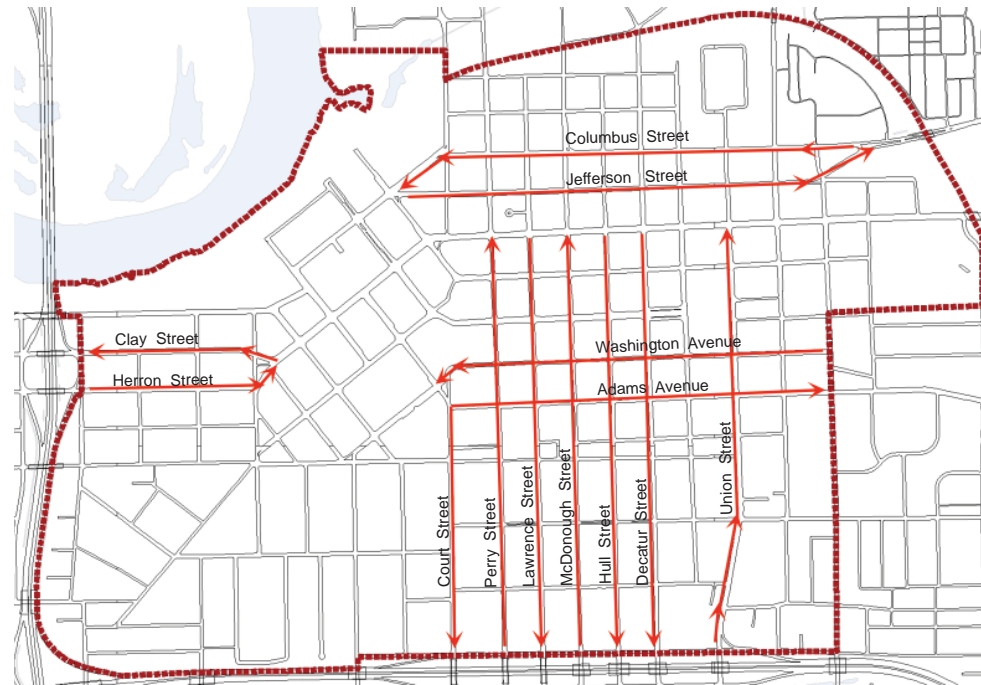 Columbus Street
Jefferson Street
Clay Street
Washington Avenue
Herron Street
Adams Avenue
Court Street
Perry Street
Lawrence Street
McDonough Street
Hull Street
Decatur Street
Union Street